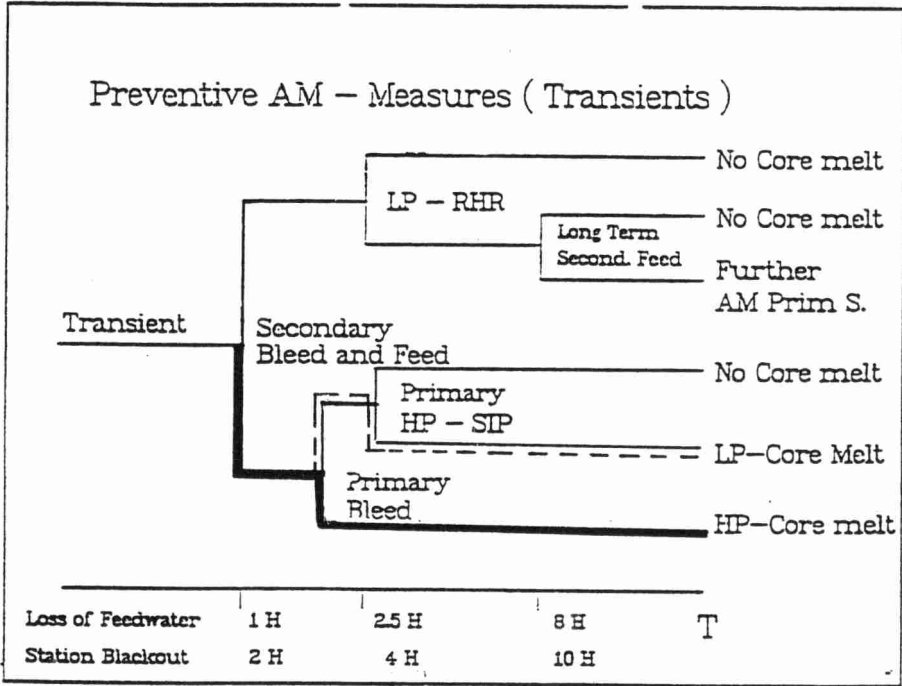 Preventive AM – Measures ( Transients )
No Core melt
LP – RHR
No Core melt
Long Term
Second. Feed
Further
AM Prim S.
Transient
Secondary
Bleed and Feed
No Core melt
Primary
HP – SIP
LP–Core Melt
Primary
Bleed
HP–Core melt
Loss of Feedwater 1 H 2.5 H 8 H T
Station Blackout 2 H 4 H 10 H